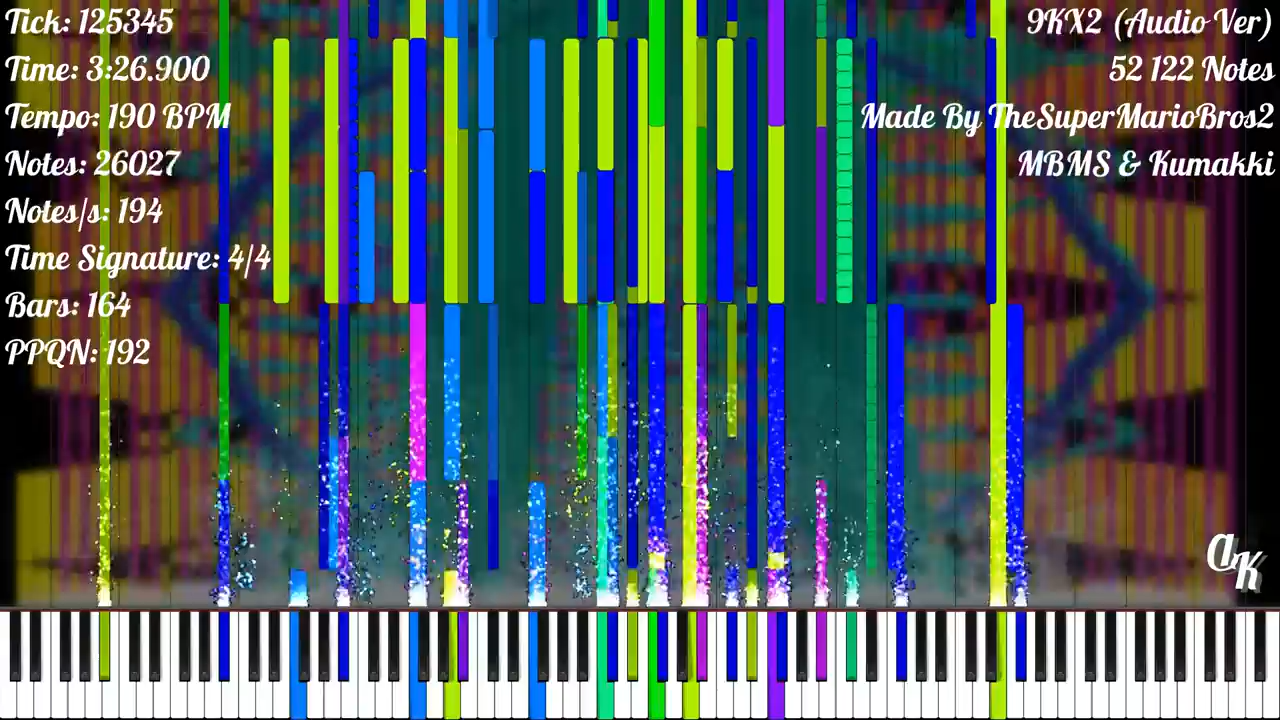 Tick: 125345
Time: 3:26.900
Tempo: 190 BPM
Notes: 26027
Notes/s: 194
Time Signature: 4/4
Bars: 164
PPQN: 192
9KX2 (Audio Ver)
52 122 Notes
Made By TheSuperMarioBros2
MBMS & Kumakki
aK